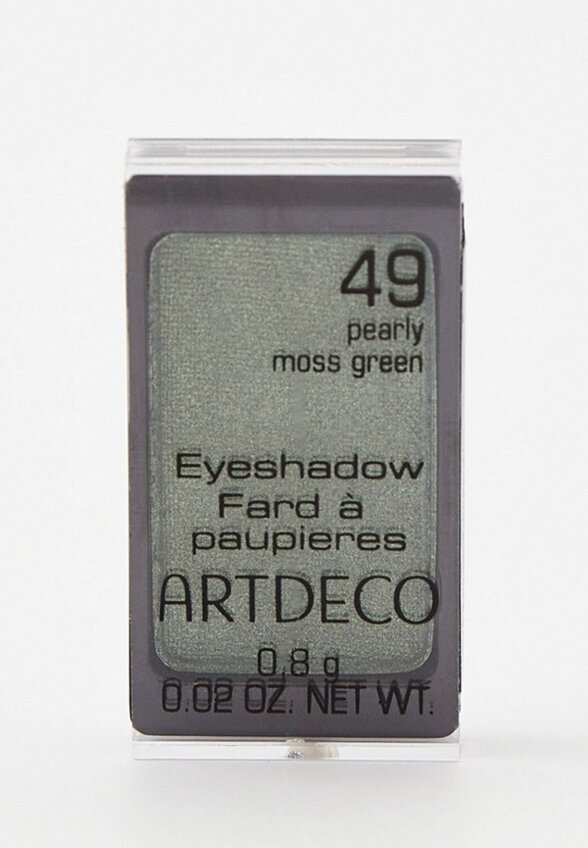 49
pearly
moss green
Eyeshadow
Fard à
paupieres
ARTDECO
0,8 g
0.02 OZ. NET WT.